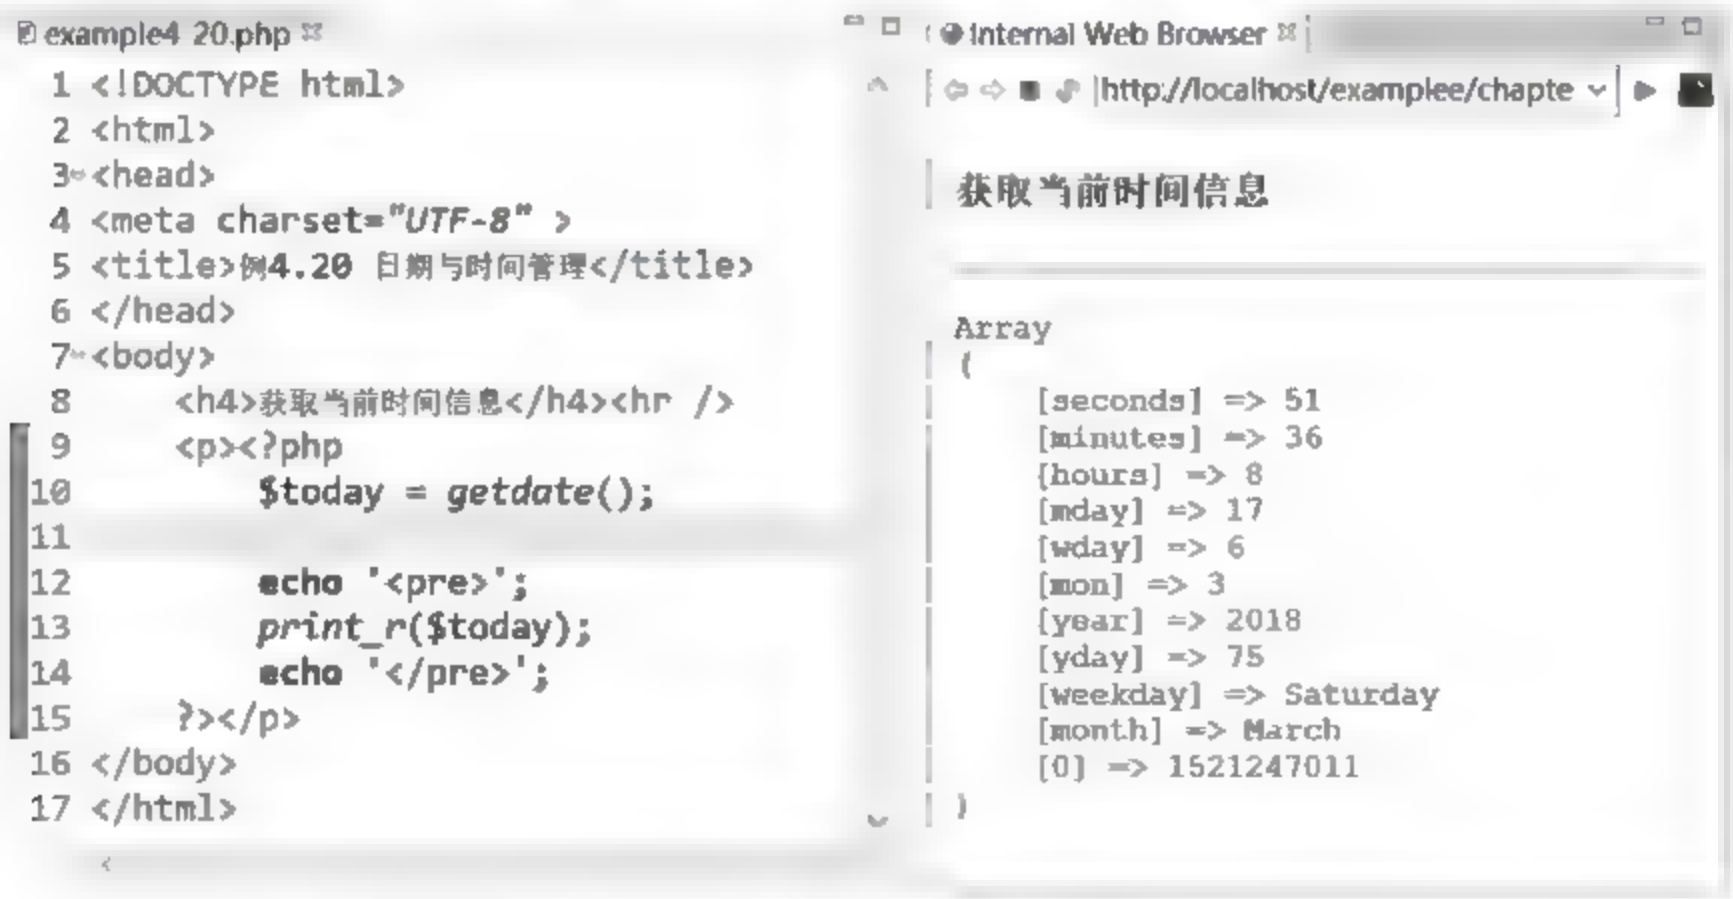 example4_20.php
1 <!DOCTYPE html>
2 <html>
3 <head>
4 <meta charset="UTF-8" >
5 <title>例4.20 日期与时间管理</title>
6 </head>
7 <body>
8 <h4>获取当前时间信息</h4><hr />
9 <p><?php
10 $today = getdate();
11
12 echo '<pre>';
13 print_r($today);
14 echo '</pre>';
15 ?></p>
16 </body>
17 </html>
Internal Web Browser
http://localhost/examplee/chapte
获取当前时间信息
Array
(
[seconds] => 51
[minutes] => 36
[hours] => 8
[mday] => 17
[wday] => 6
[mon] => 3
[year] => 2018
[yday] => 75
[weekday] => Saturday
[month] => March
[0] => 1521247011
)